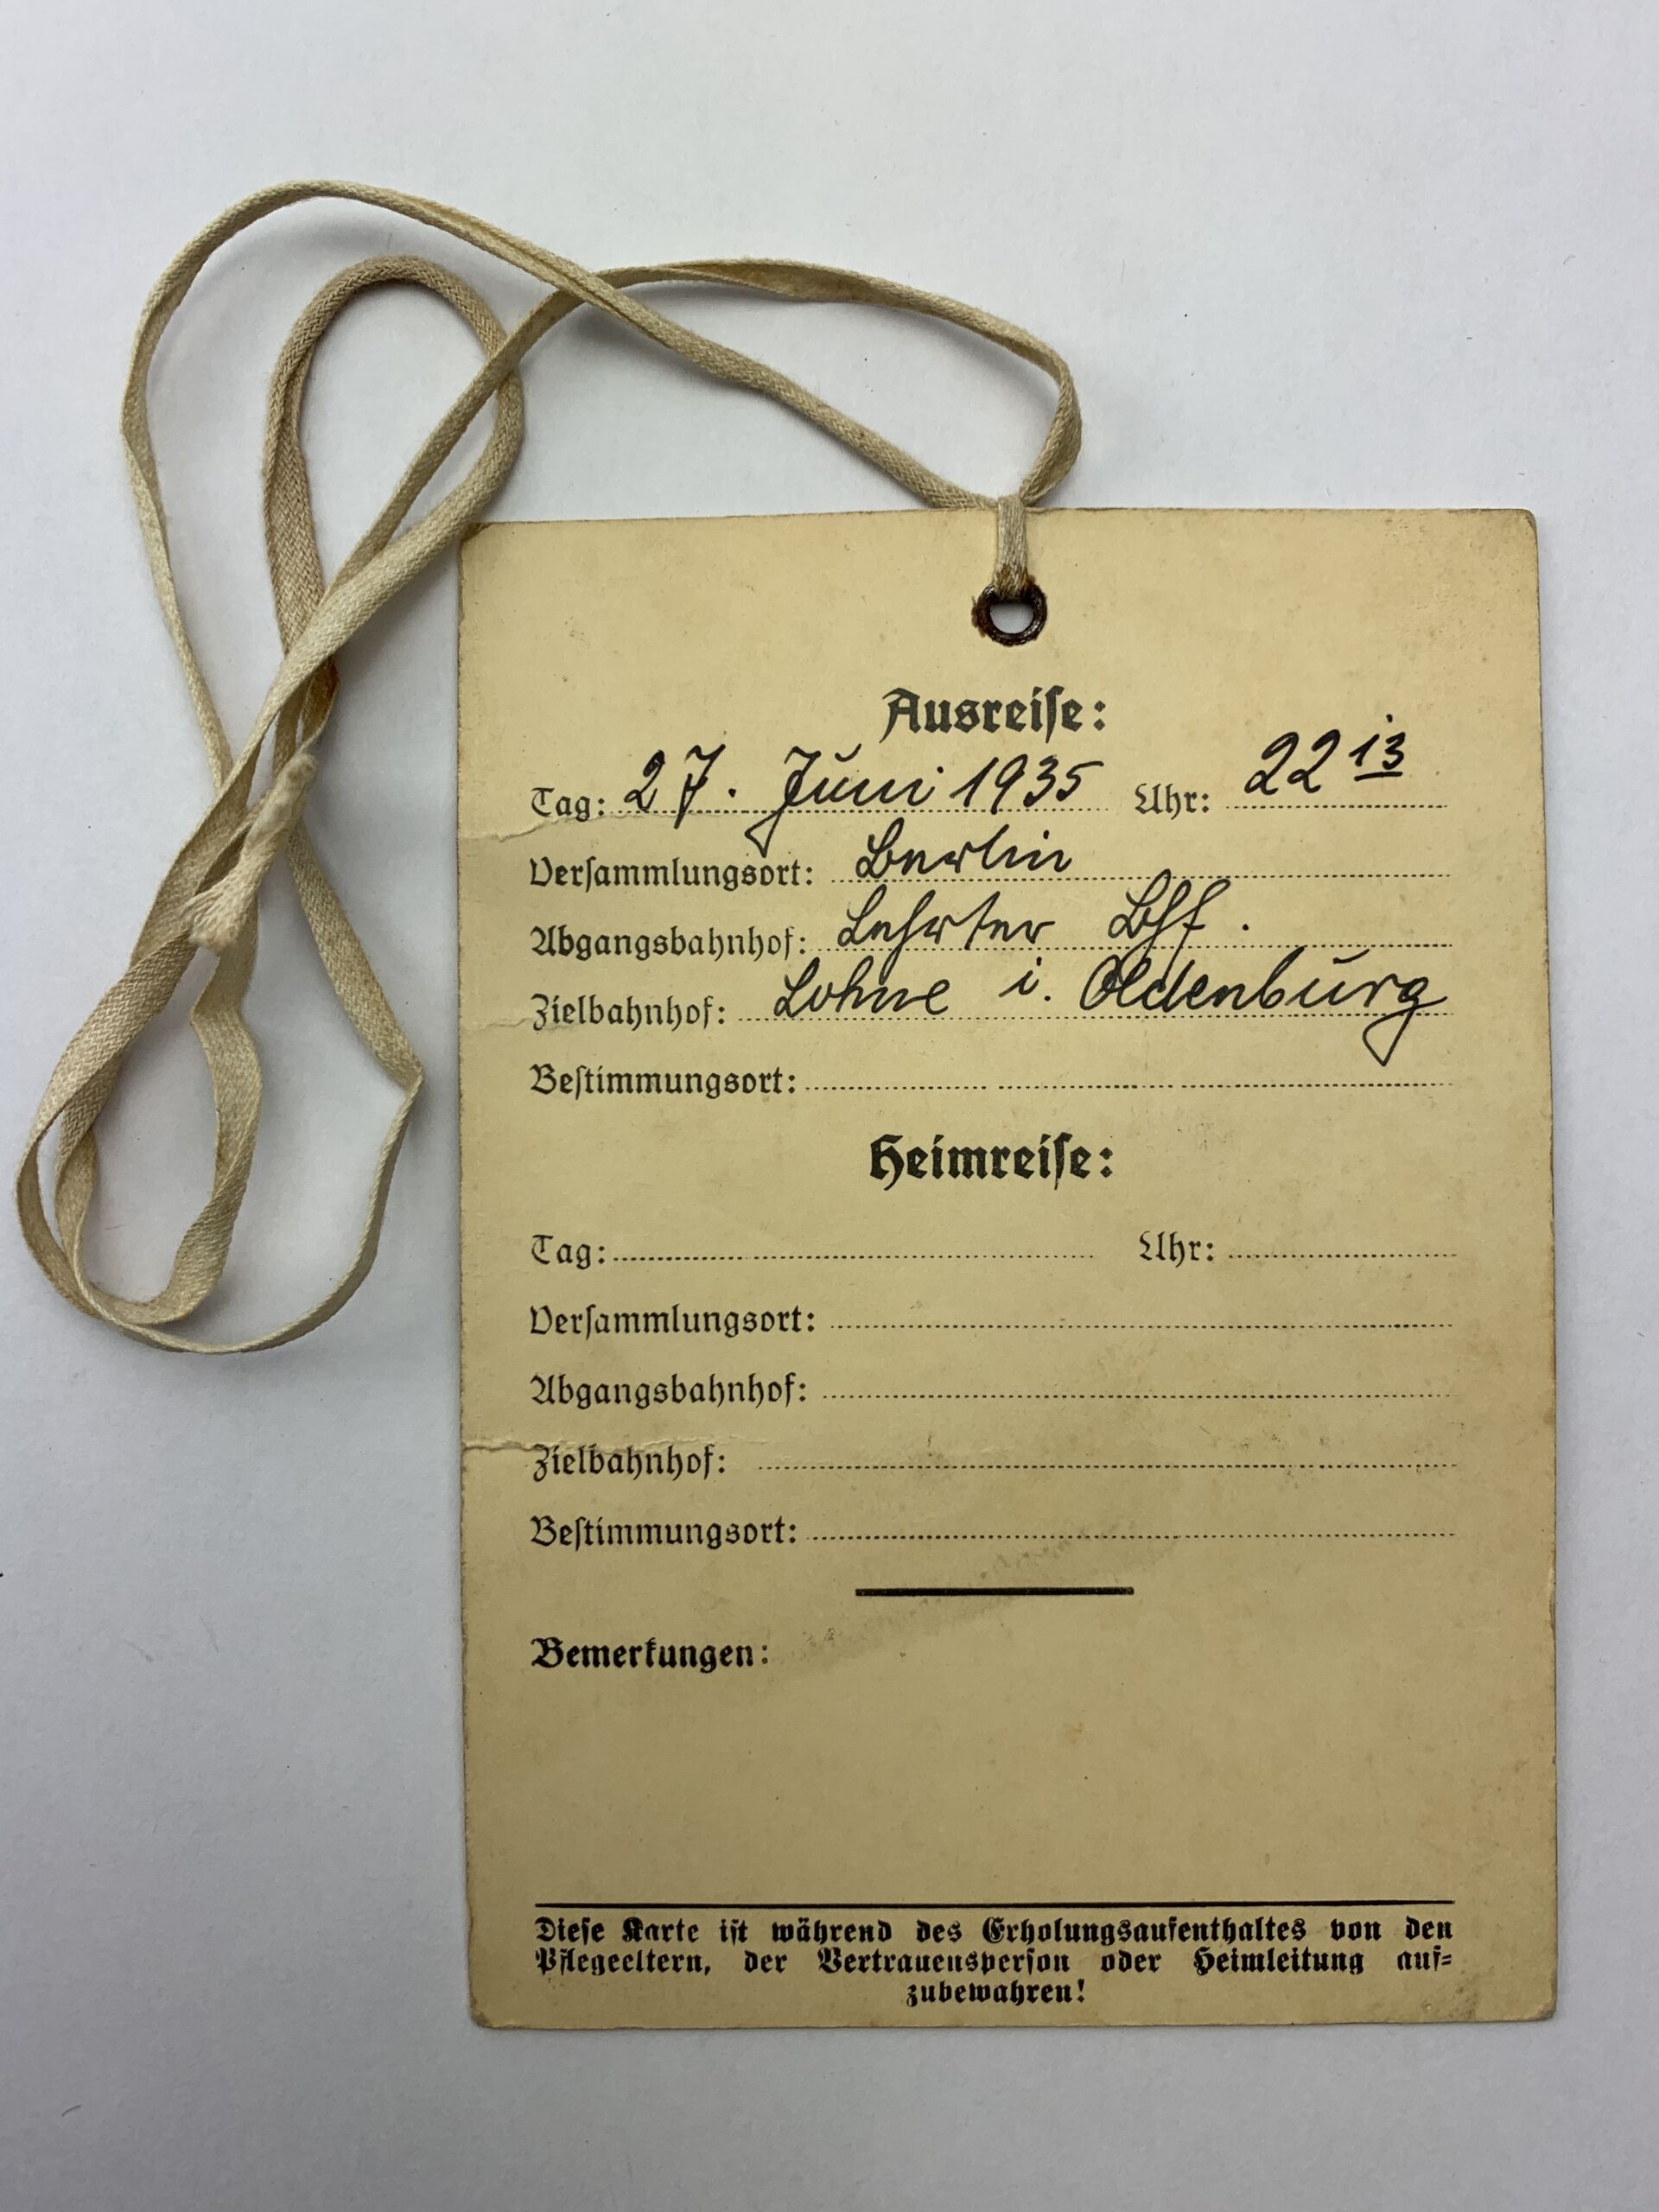 Ausreise:
Tag: 27. Juni 1935 Uhr: 22 13
Versammlungsort: Berlin
Abgangsbahnhof: Lehrter Bhf.
Zielbahnhof: Lohne i. Oldenburg
Bestimmungsort:
Heimreise:
Tag: Uhr:
Versammlungsort:
Abgangsbahnhof:
Zielbahnhof:
Bestimmungsort:
Bemerkungen:
Diese Karte ist während des Erholungsaufenthaltes von den
Pflegeeltern, der Vertrauensperson oder Heimleitung auf-
zubewahren!